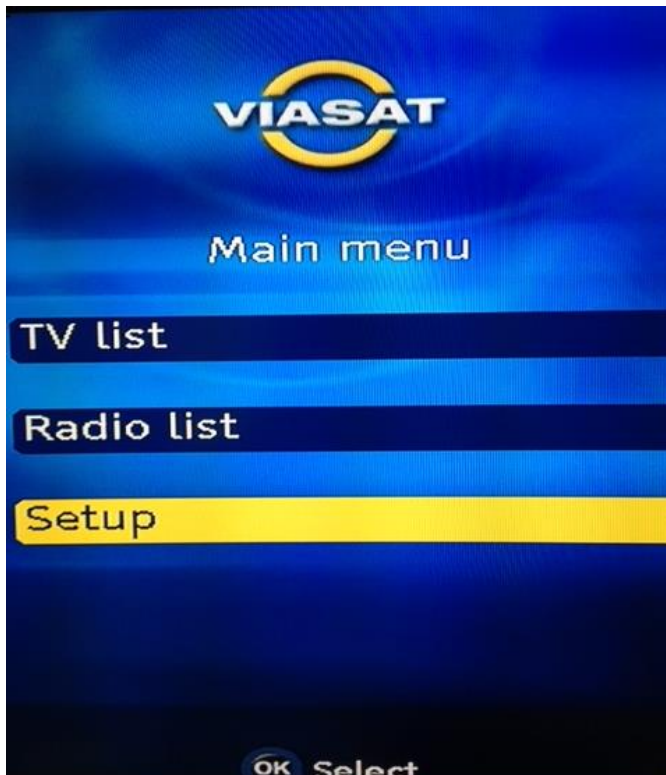 VIASAT
Main menu
TV list
Radio list
Setup
OK Select